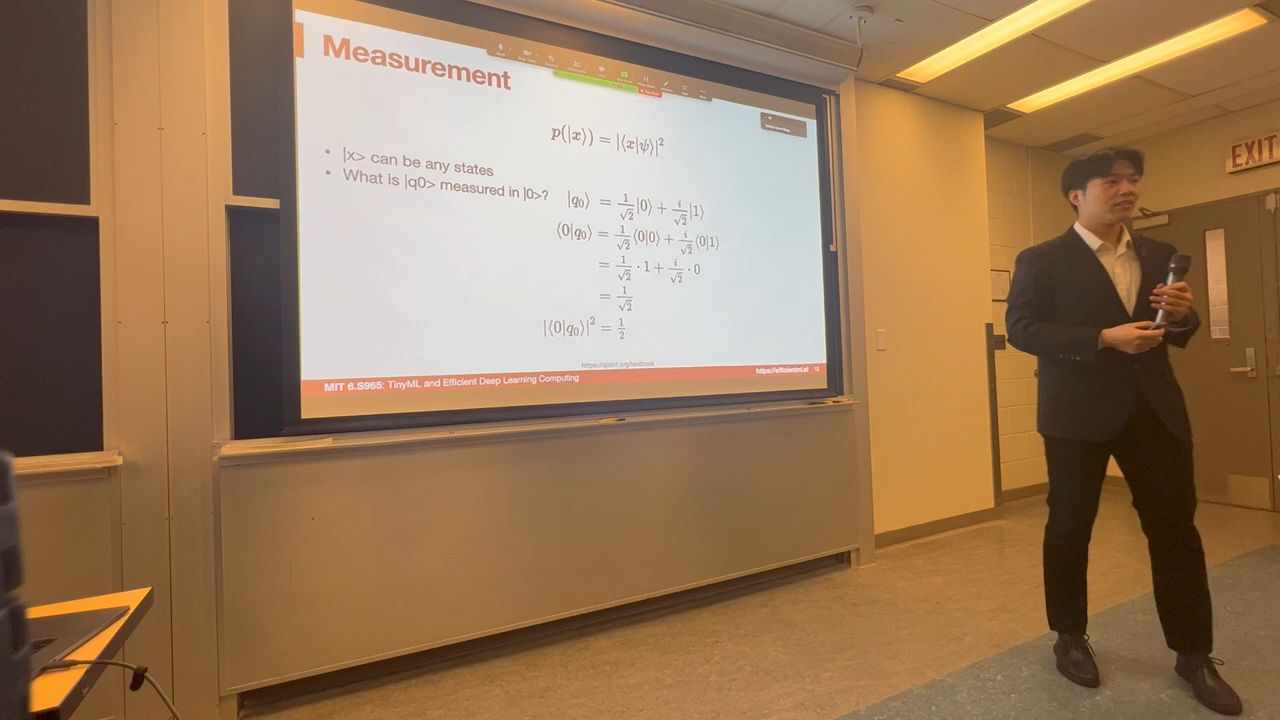 Measurement
p(|x⟩) = |⟨x|ψ⟩|²
• |x> can be any states
• What is |q0> measured in |0>?
|q₀⟩ = 1/√2 |0⟩ + i/√2 |1⟩
⟨0|q₀⟩ = 1/√2 ⟨0|0⟩ + i/√2 ⟨0|1⟩
= 1/√2 · 1 + i/√2 · 0
= 1/√2
|⟨0|q₀⟩|² = 1/2
https://qiskit.org/textbook
MIT 6.S965: TinyML and Efficient Deep Learning Computing
https://efficientml.ai
12
EXIT